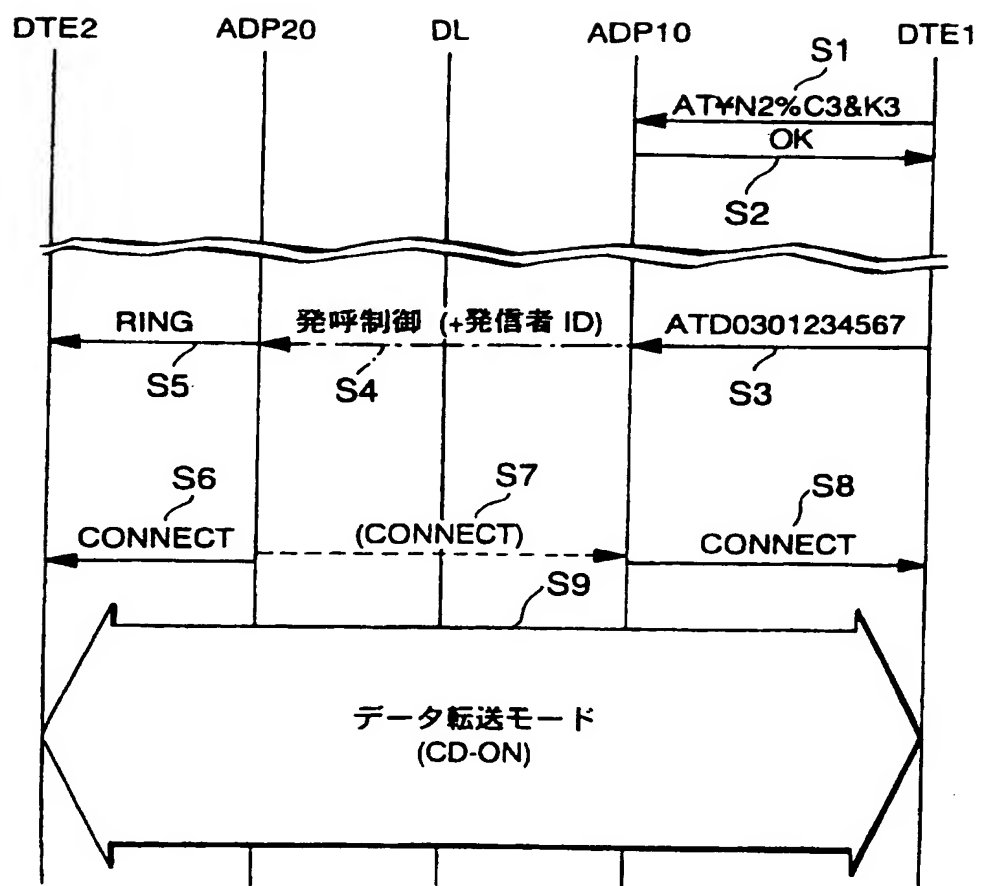 DTE2 ADP20 DL ADP10 DTE1
S1
AT¥N2%C3&K3
OK
S2
RING 発呼制御 (+発信者 ID) ATD0301234567
S5 S4 S3
S6 S7 S8
CONNECT (CONNECT) CONNECT
S9
データ転送モード
(CD-ON)